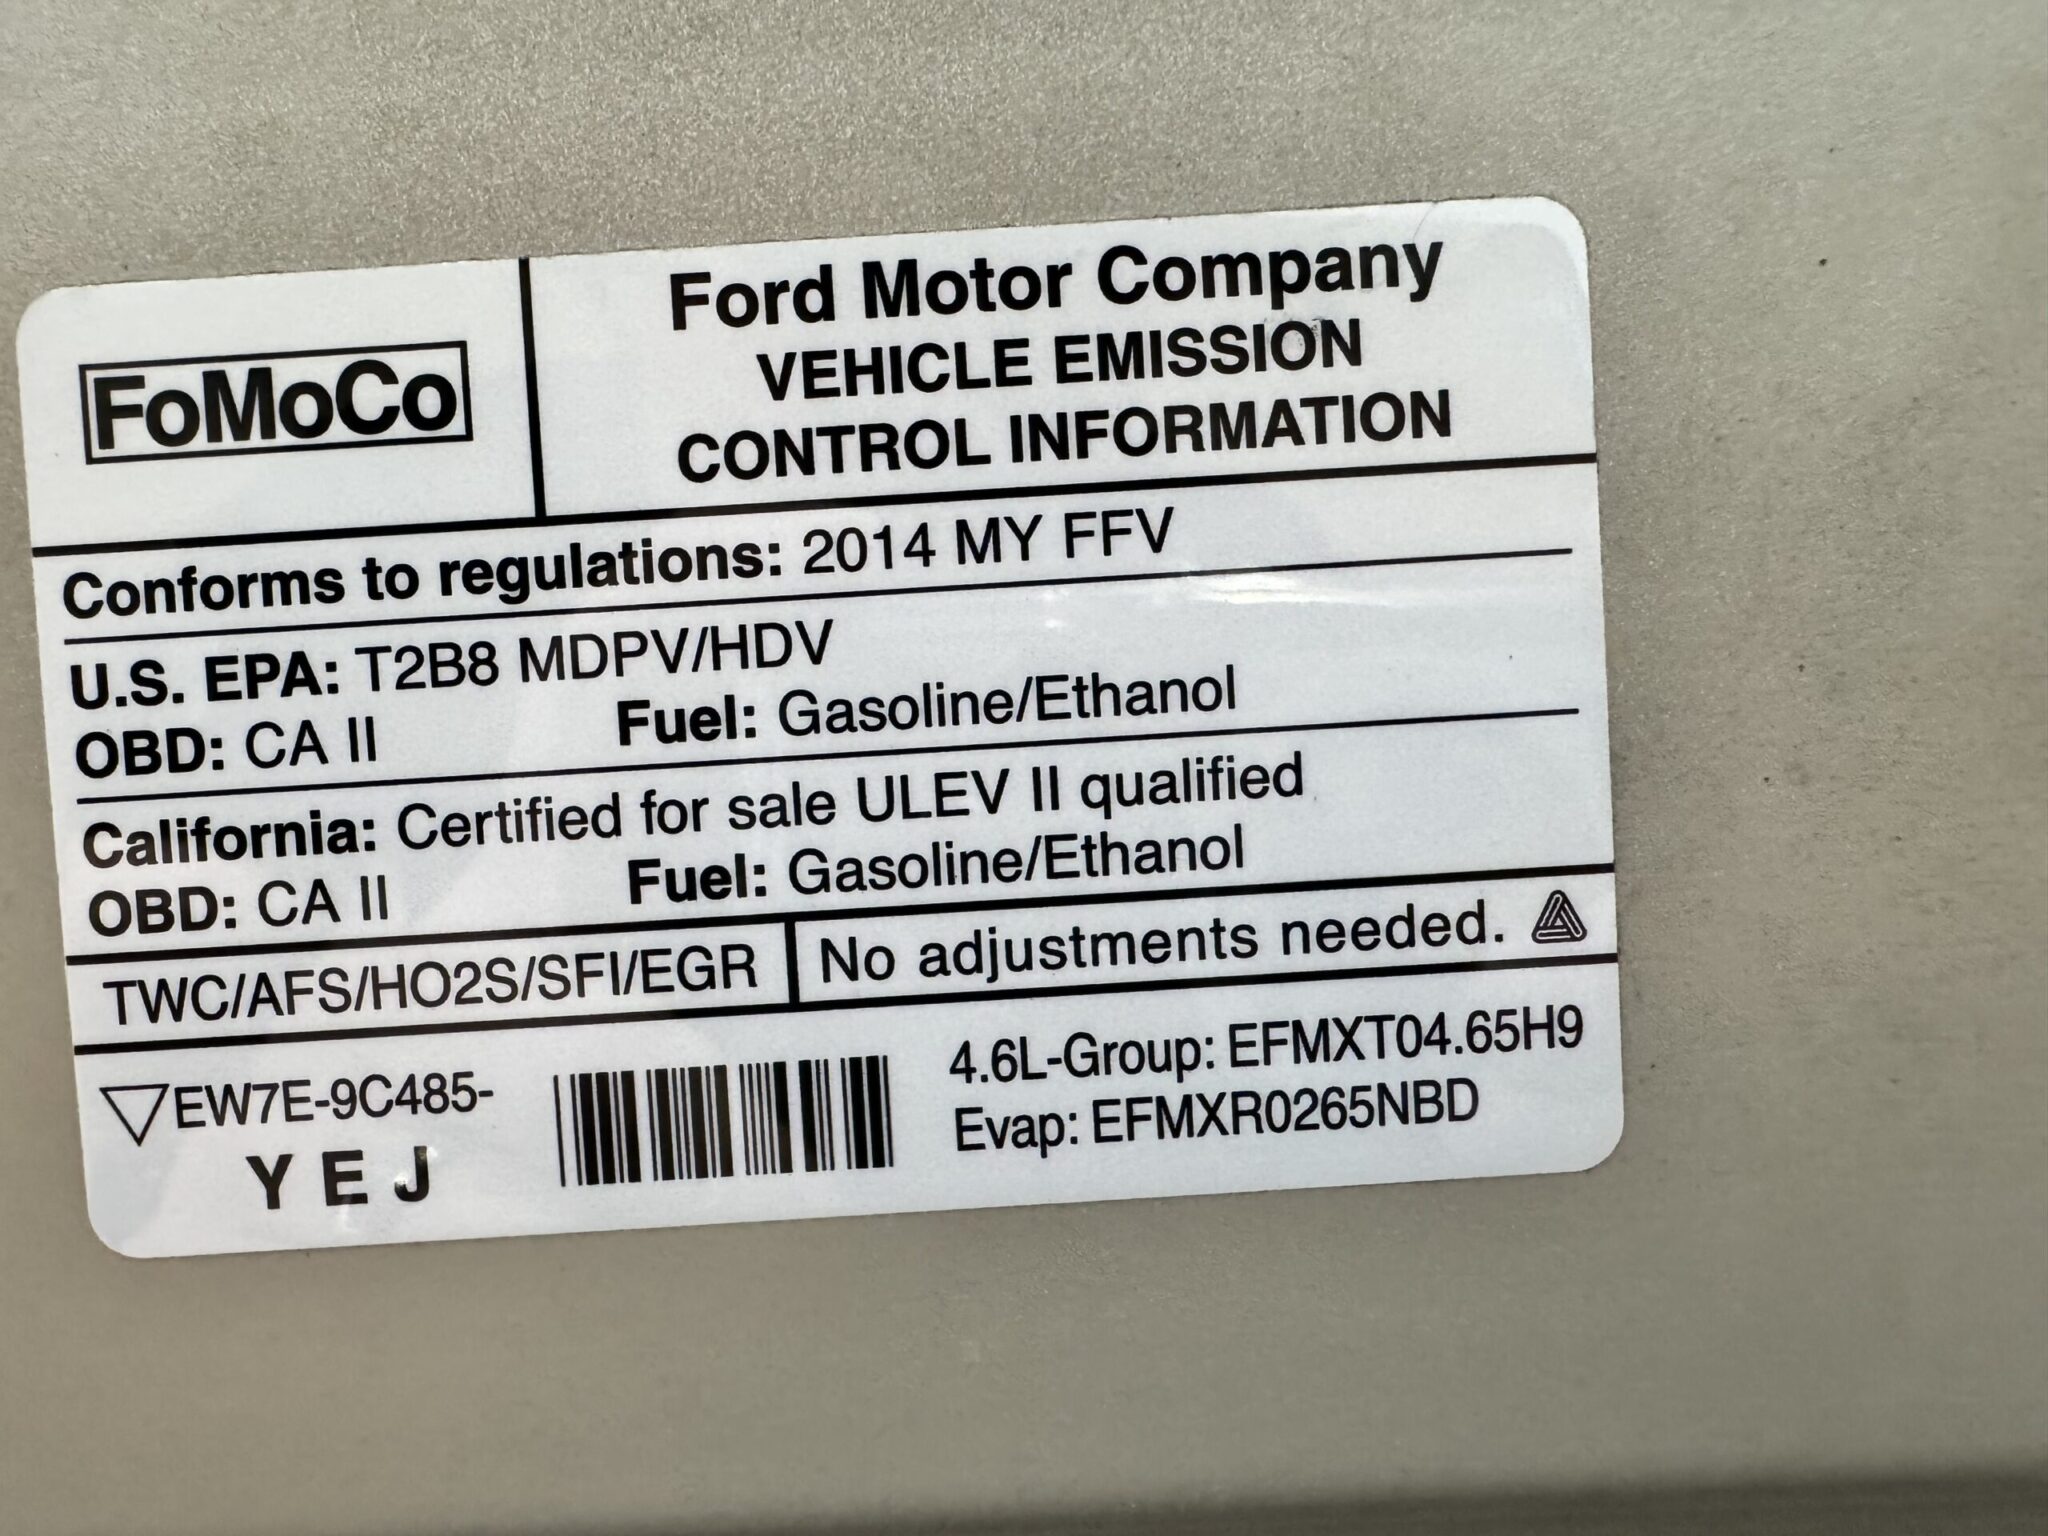 FoMoCo
Ford Motor Company
VEHICLE EMISSION
CONTROL INFORMATION
Conforms to regulations: 2014 MY FFV
U.S. EPA: T2B8 MDPV/HDV
OBD: CA II Fuel: Gasoline/Ethanol
California: Certified for sale ULEV II qualified
OBD: CA II Fuel: Gasoline/Ethanol
TWC/AFS/HO2S/SFI/EGR
No adjustments needed.
EW7E-9C485-
YEJ
4.6L-Group: EFMXT04.65H9
Evap: EFMXR0265NBD